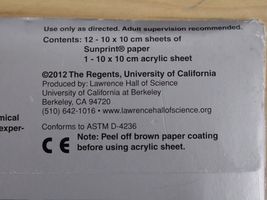 Use only as directed. Adult supervision recommended.
Contents: 12 - 10 x 10 cm sheets of
Sunprint® paper
1 - 10 x 10 cm acrylic sheet
©2012 The Regents, University of California
Produced by: Lawrence Hall of Science
University of California at Berkeley
Berkeley, CA 94720
(510) 642-1016 • www.lawrencehallofscience.org
mical
exper-
Conforms to ASTM D-4236
CE Note: Peel off brown paper coating
before using acrylic sheet.